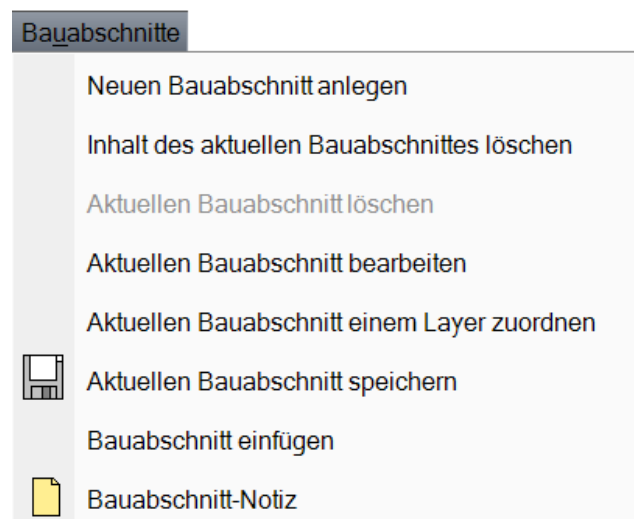 Bauabschnitte
Neuen Bauabschnitt anlegen
Inhalt des aktuellen Bauabschnittes löschen
Aktuellen Bauabschnitt löschen
Aktuellen Bauabschnitt bearbeiten
Aktuellen Bauabschnitt einem Layer zuordnen
Aktuellen Bauabschnitt speichern
Bauabschnitt einfügen
Bauabschnitt-Notiz